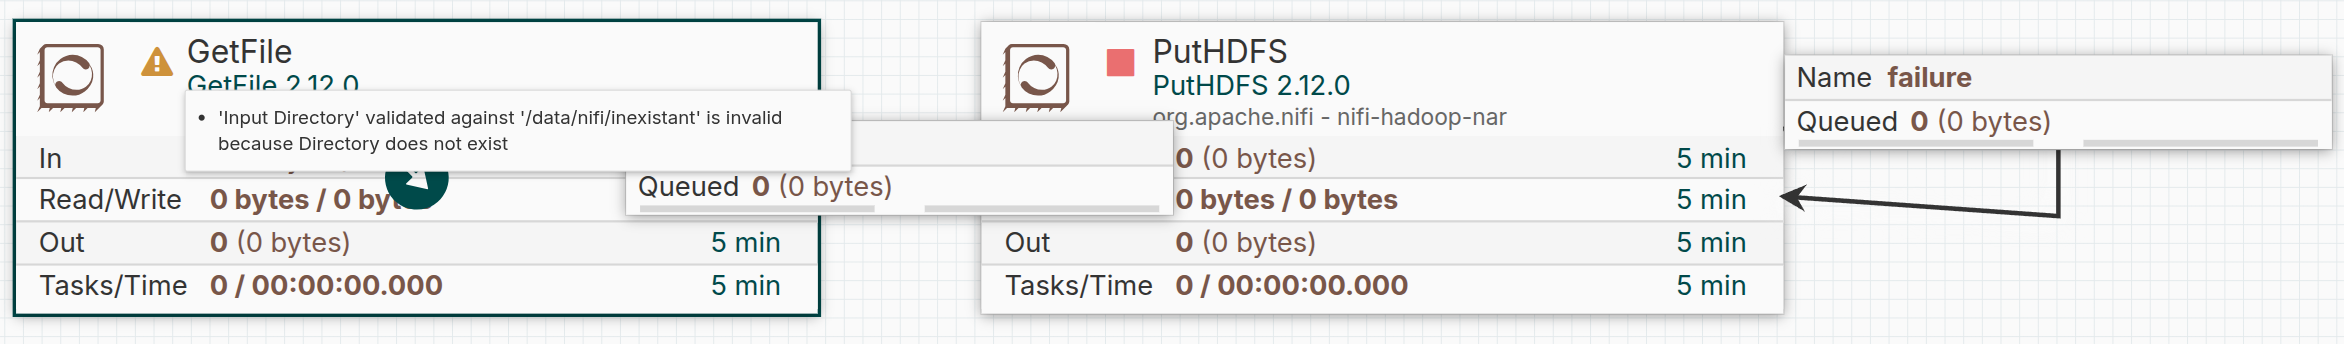 GetFile
GetFile 2.12.0
• 'Input Directory' validated against '/data/nifi/inexistant' is invalid
because Directory does not exist
In
Read/Write 0 bytes / 0 byt
Out 0 (0 bytes) 5 min
Tasks/Time 0 / 00:00:00.000 5 min
Queued 0 (0 bytes)
PutHDFS
PutHDFS 2.12.0
org.apache.nifi - nifi-hadoop-nar
0 (0 bytes) 5 min
0 bytes / 0 bytes 5 min
Out 0 (0 bytes) 5 min
Tasks/Time 0 / 00:00:00.000 5 min
Name failure
Queued 0 (0 bytes)